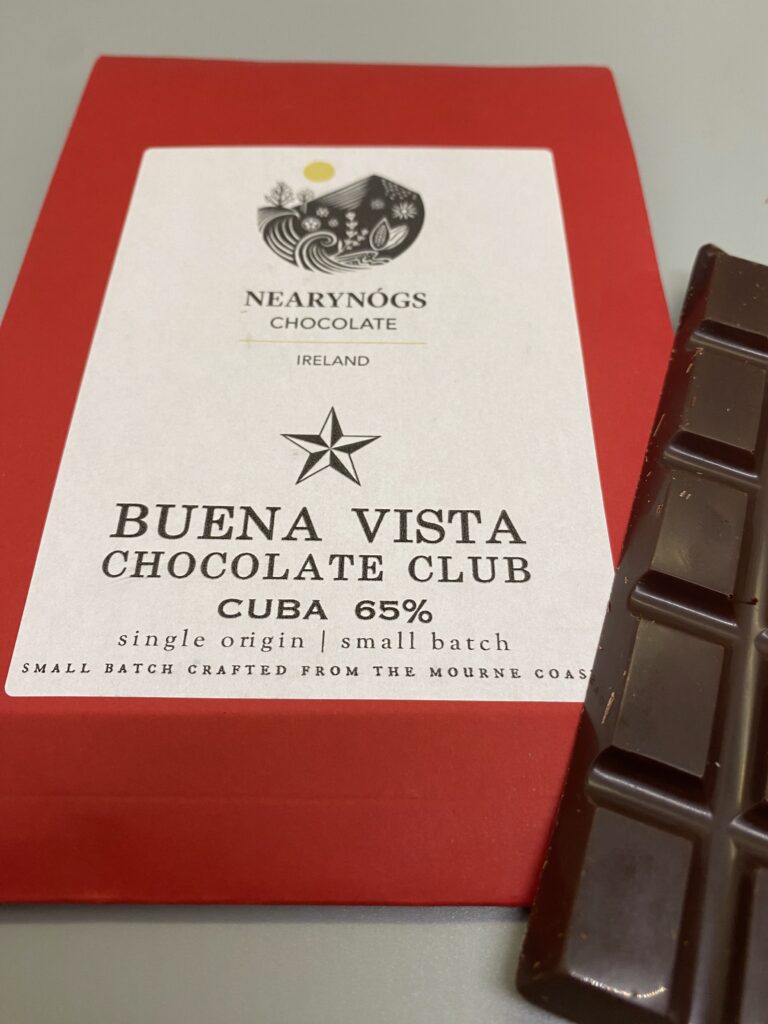 NEARYNÓGS
CHOCOLATE
IRELAND
BUENA VISTA
CHOCOLATE CLUB
CUBA 65%
single origin | small batch
SMALL BATCH CRAFTED FROM THE MOURNE COAS